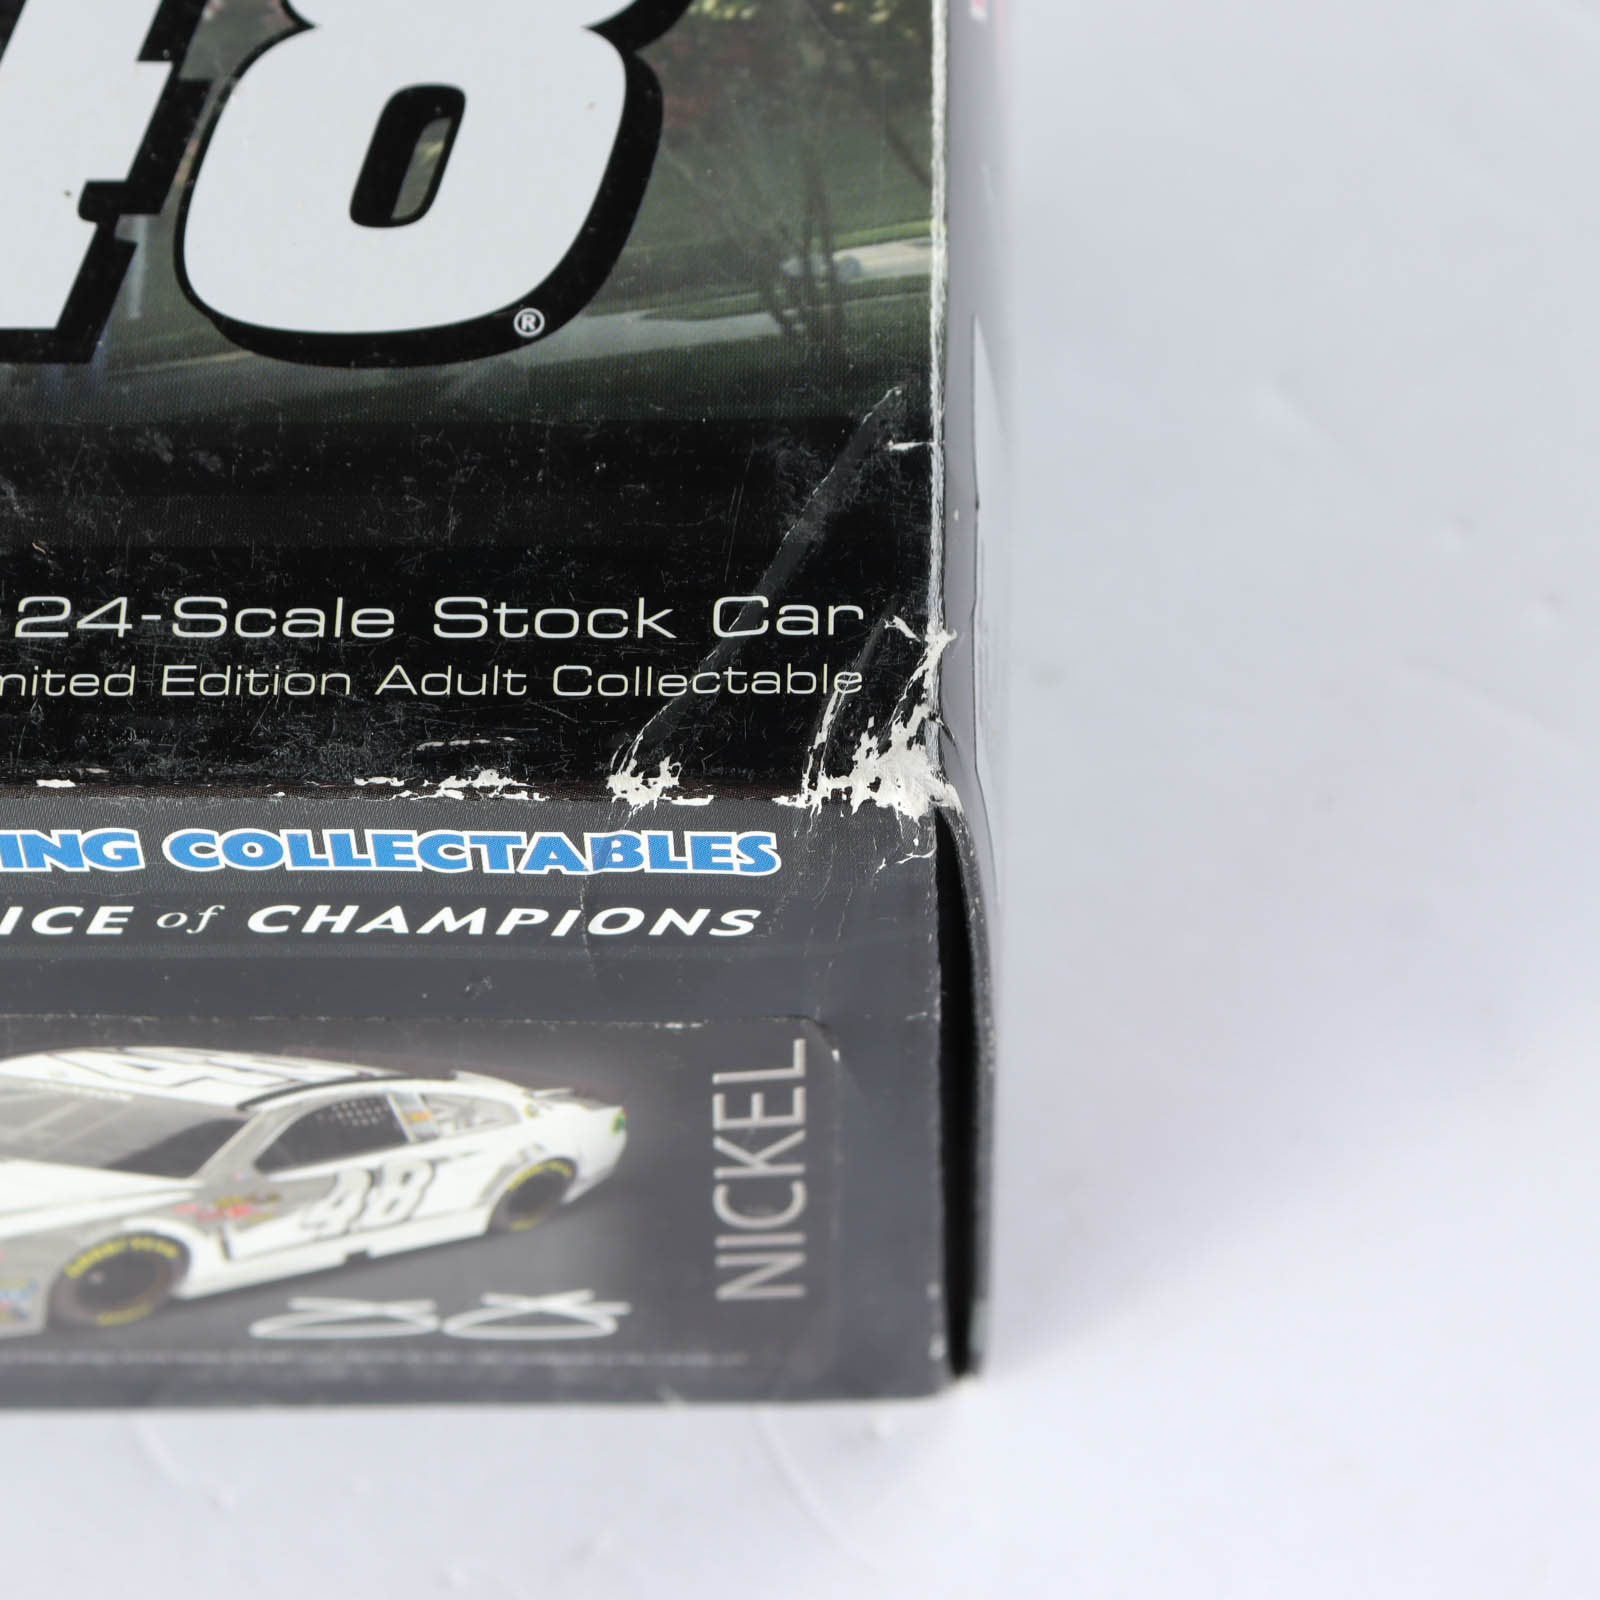 48®
24-Scale Stock Car
mited Edition Adult Collectable
ING COLLECTABLES
ICE of CHAMPIONS
NICKEL
48